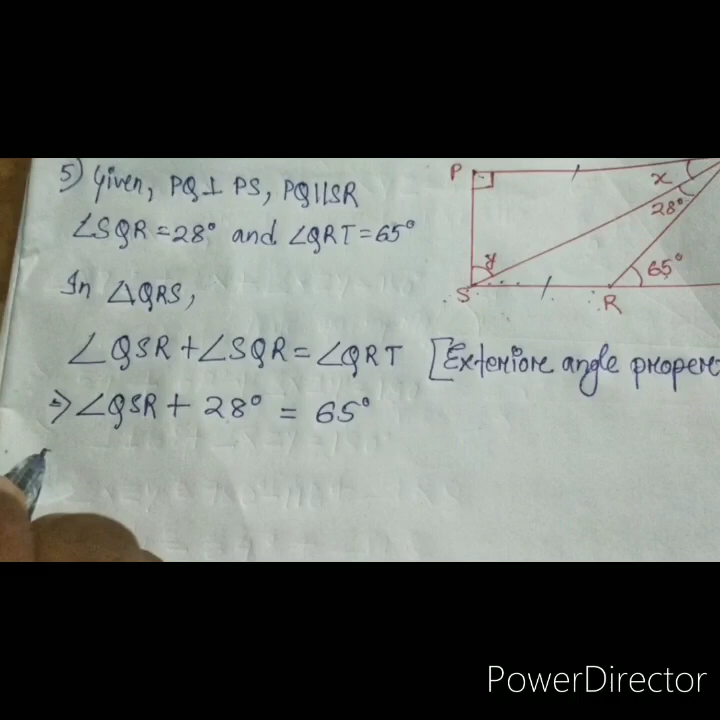 5) Given, PQ⊥ PS, PQ||SR
∠SQR = 28° and ∠QRT = 65°
In △QRS,
∠QSR + ∠SQR = ∠QRT [Exteriore angle propert
⇒ ∠QSR + 28° = 65°
P
x
28°
y
65°
S
R
PowerDirector